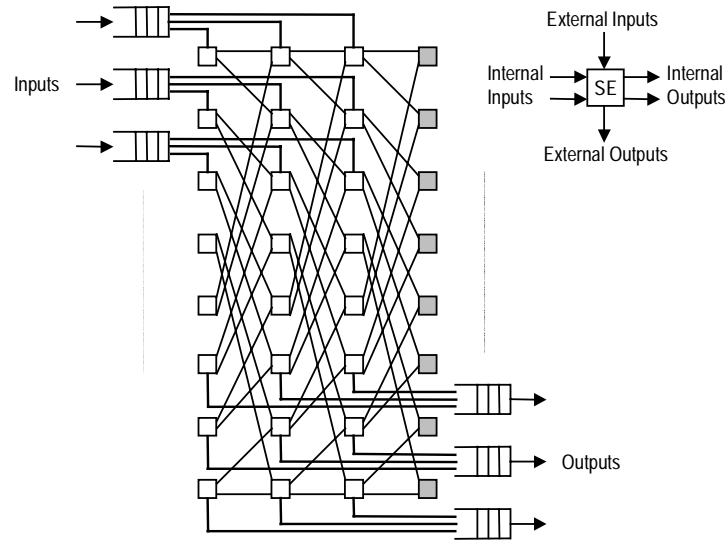 External Inputs
Internal Inputs
SE
Internal Outputs
External Outputs
Inputs
Outputs